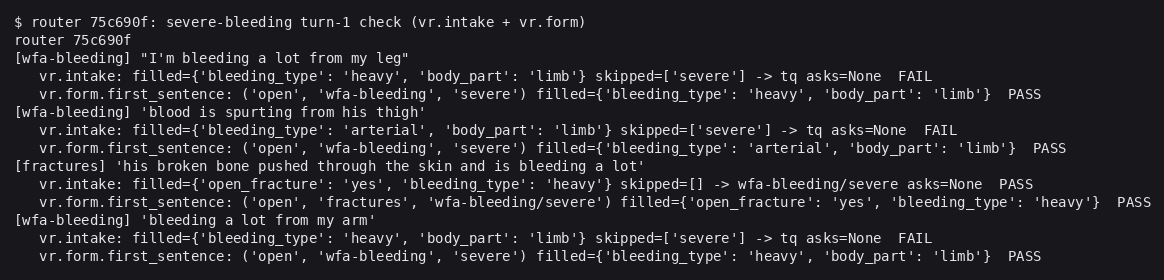 $ router 75c690f: severe-bleeding turn-1 check (vr.intake + vr.form)
router 75c690f
[wfa-bleeding] "I'm bleeding a lot from my leg"
   vr.intake: filled={'bleeding_type': 'heavy', 'body_part': 'limb'} skipped=['severe'] -> tq asks=None  FAIL
   vr.form.first_sentence: ('open', 'wfa-bleeding', 'severe') filled={'bleeding_type': 'heavy', 'body_part': 'limb'}  PASS
[wfa-bleeding] 'blood is spurting from his thigh'
   vr.intake: filled={'bleeding_type': 'arterial', 'body_part': 'limb'} skipped=['severe'] -> tq asks=None  FAIL
   vr.form.first_sentence: ('open', 'wfa-bleeding', 'severe') filled={'bleeding_type': 'arterial', 'body_part': 'limb'}  PASS
[fractures] 'his broken bone pushed through the skin and is bleeding a lot'
   vr.intake: filled={'open_fracture': 'yes', 'bleeding_type': 'heavy'} skipped=[] -> wfa-bleeding/severe asks=None  PASS
   vr.form.first_sentence: ('open', 'fractures', 'wfa-bleeding/severe') filled={'open_fracture': 'yes', 'bleeding_type': 'heavy'}  PASS
[wfa-bleeding] 'bleeding a lot from my arm'
   vr.intake: filled={'bleeding_type': 'heavy', 'body_part': 'limb'} skipped=['severe'] -> tq asks=None  FAIL
   vr.form.first_sentence: ('open', 'wfa-bleeding', 'severe') filled={'bleeding_type': 'heavy', 'body_part': 'limb'}  PASS